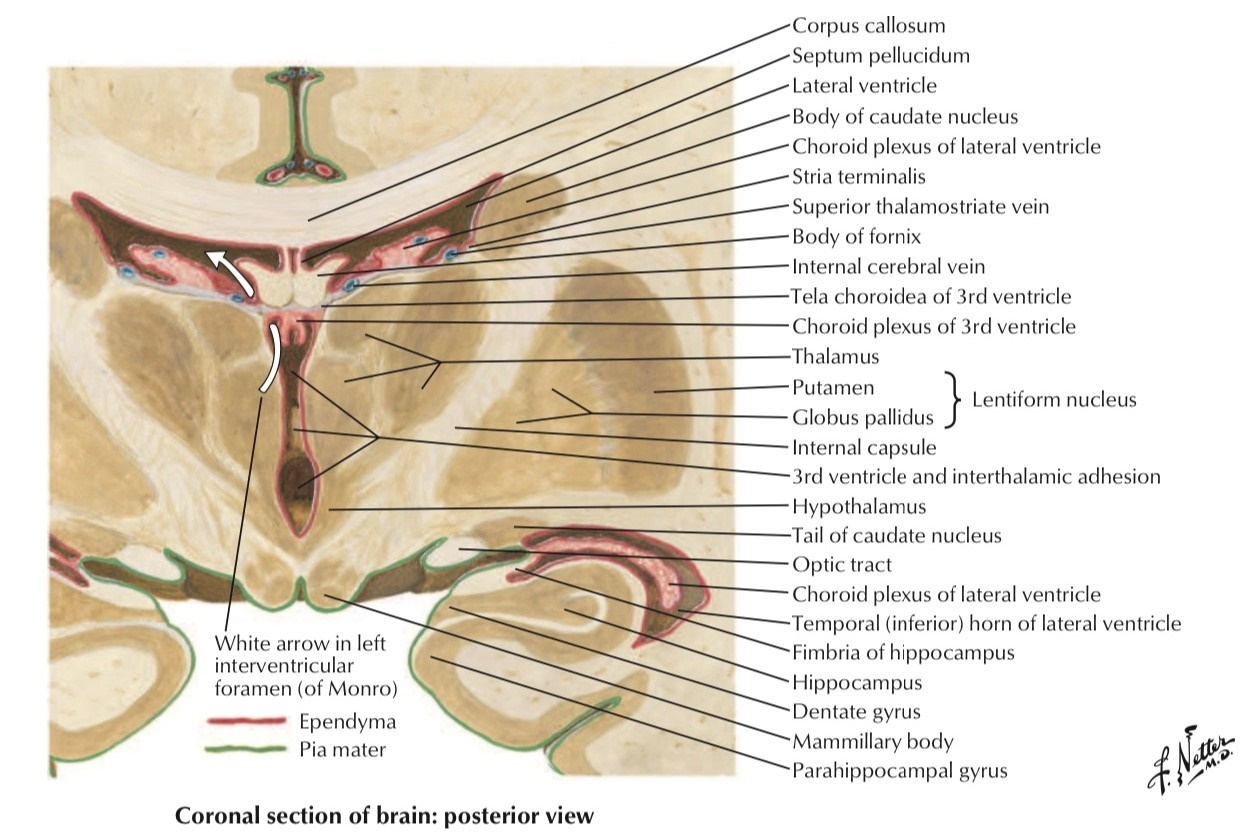 Corpus callosum
Septum pellucidum
Lateral ventricle
Body of caudate nucleus
Choroid plexus of lateral ventricle
Stria terminalis
Superior thalamostriate vein
Body of fornix
Internal cerebral vein
Tela choroidea of 3rd ventricle
Choroid plexus of 3rd ventricle
Thalamus
Putamen
Globus pallidus
Lentiform nucleus
Internal capsule
3rd ventricle and interthalamic adhesion
Hypothalamus
Tail of caudate nucleus
Optic tract
Choroid plexus of lateral ventricle
Temporal (inferior) horn of lateral ventricle
Fimbria of hippocampus
Hippocampus
Dentate gyrus
Mammillary body
Parahippocampal gyrus
White arrow in left
interventricular
foramen (of Monro)
Ependyma
Pia mater
F. Netter
M.D.
Coronal section of brain: posterior view